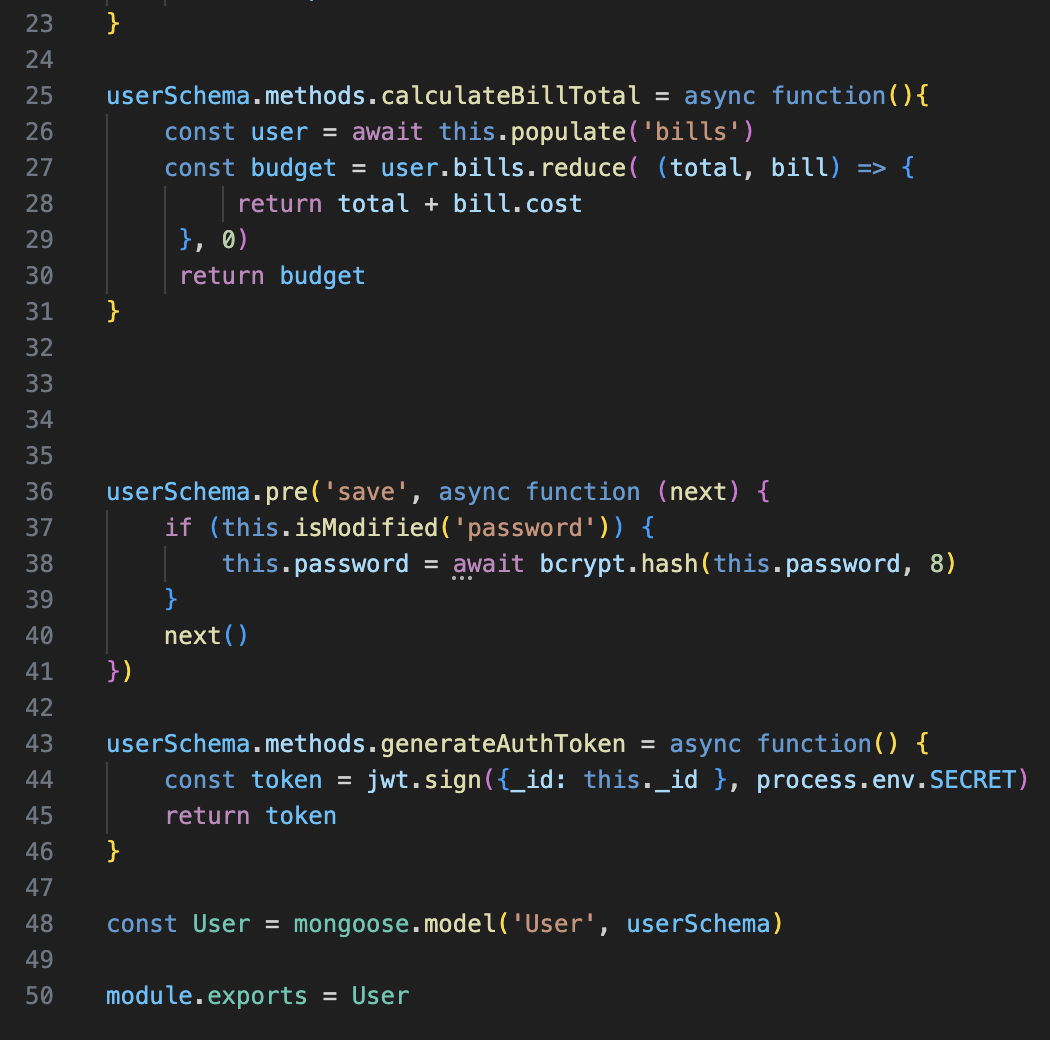 23 }
24
25 userSchema.methods.calculateBillTotal = async function(){
26     const user = await this.populate('bills')
27     const budget = user.bills.reduce( (total, bill) => {
28          return total + bill.cost
29      }, 0)
30      return budget
31 }
32
33
34
35
36 userSchema.pre('save', async function (next) {
37     if (this.isModified('password')) {
38         this.password = await bcrypt.hash(this.password, 8)
39     }
40     next()
41 })
42
43 userSchema.methods.generateAuthToken = async function() {
44     const token = jwt.sign({_id: this._id }, process.env.SECRET)
45     return token
46 }
47
48 const User = mongoose.model('User', userSchema)
49
50 module.exports = User